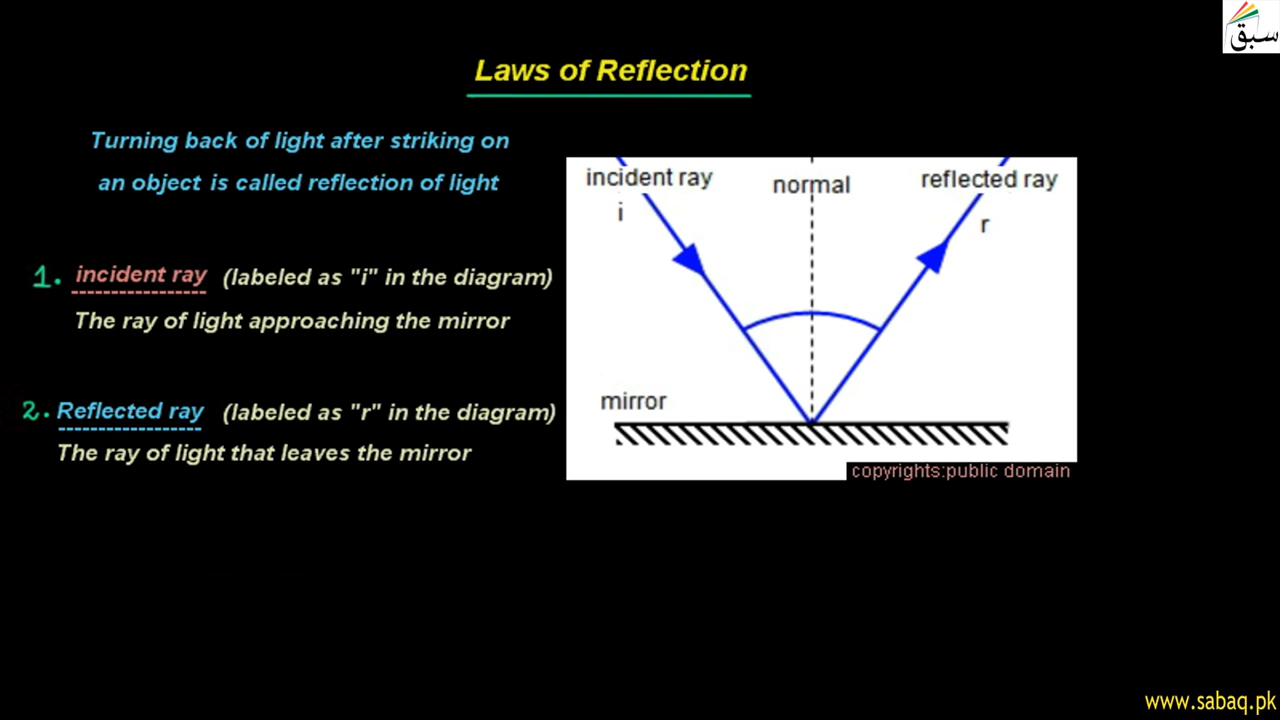 سبق
Laws of Reflection
Turning back of light after striking on
an object is called reflection of light
1. incident ray (labeled as "i" in the diagram)
The ray of light approaching the mirror
2. Reflected ray (labeled as "r" in the diagram)
The ray of light that leaves the mirror
incident ray
normal
reflected ray
i
r
mirror
copyrights:public domain
www.sabaq.pk